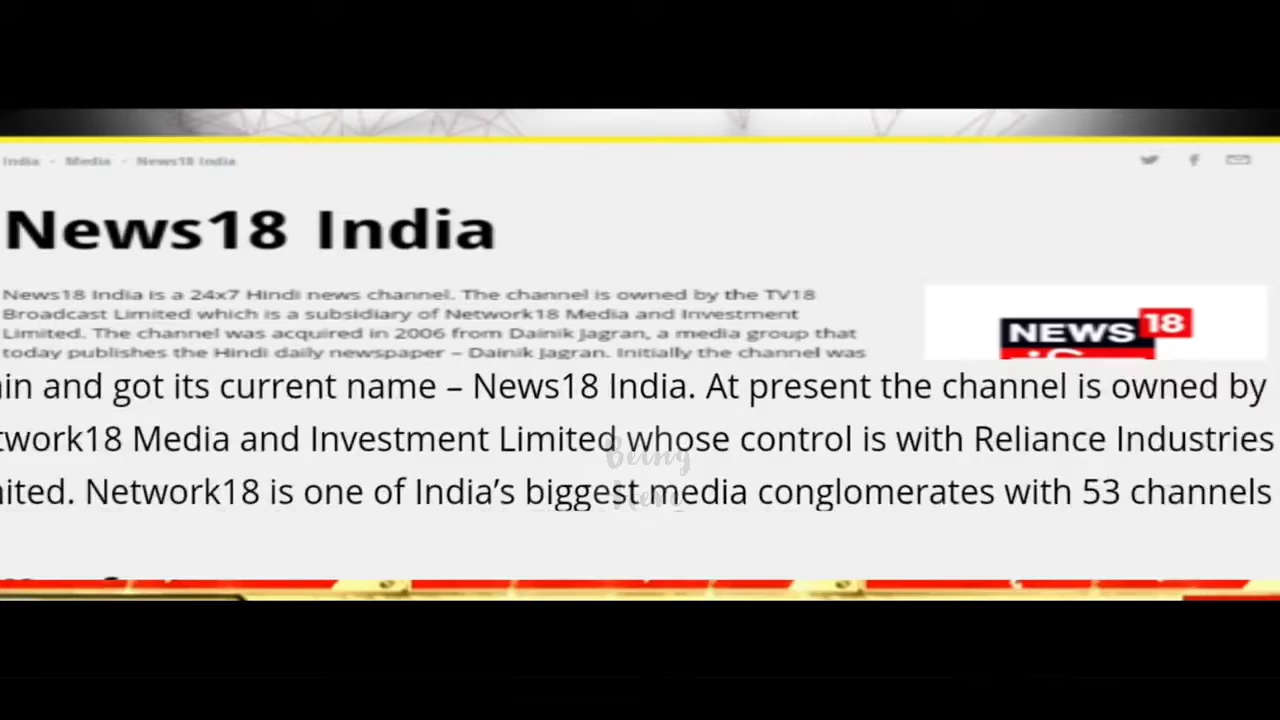 India - Media - News18 India
News18 India
News18 India is a 24x7 Hindi news channel. The channel is owned by the TV18
Broadcast Limited which is a subsidiary of Network18 Media and Investment
Limited. The channel was acquired in 2006 from Dainik Jagran, a media group that
today publishes the Hindi daily newspaper – Dainik Jagran. Initially the channel was
NEWS 18
ain and got its current name – News18 India. At present the channel is owned by
twork18 Media and Investment Limited whose control is with Reliance Industries
nited. Network18 is one of India's biggest media conglomerates with 53 channels
Being